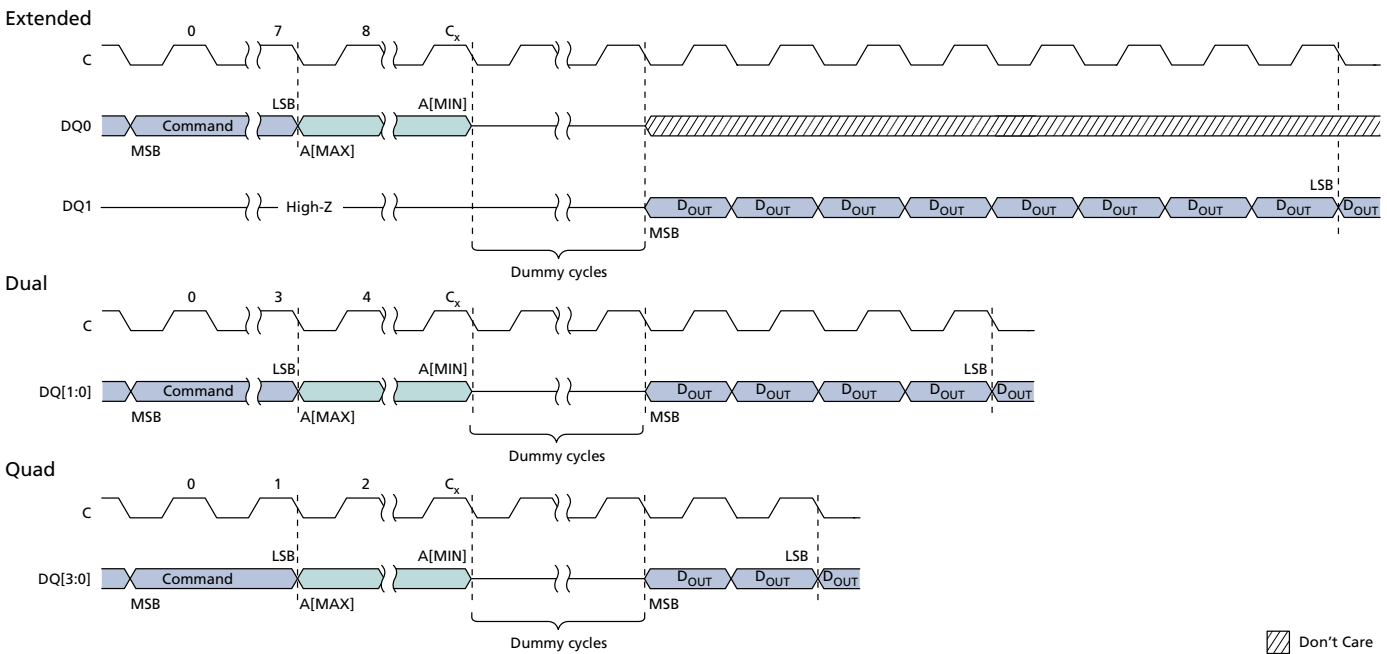 Extended
0 7 8 Cx
C
LSB A[MIN]
DQ0 Command
MSB A[MAX]
LSB
DQ1 High-Z DOUT DOUT DOUT DOUT DOUT DOUT DOUT DOUT DOUT
MSB
Dummy cycles
Dual
0 3 4 Cx
C
LSB A[MIN] LSB
DQ[1:0] Command DOUT DOUT DOUT DOUT DOUT
MSB A[MAX] MSB
Dummy cycles
Quad
0 1 2 Cx
C
LSB A[MIN] LSB
DQ[3:0] Command DOUT DOUT DOUT
MSB A[MAX] MSB
Dummy cycles
Don't Care